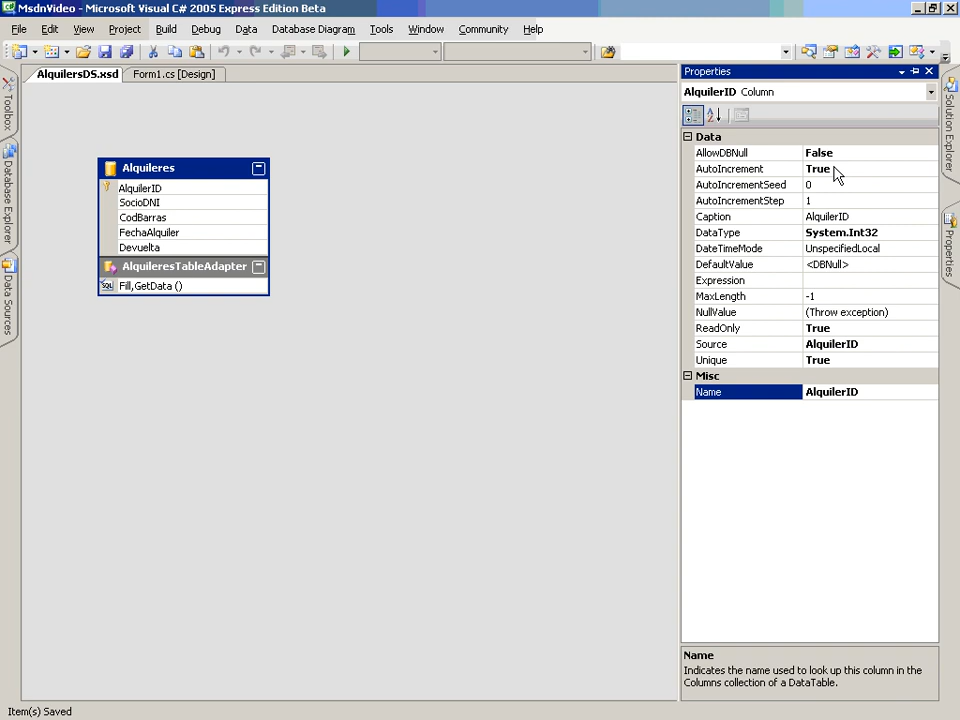 MsdnVideo - Microsoft Visual C# 2005 Express Edition Beta
File Edit View Project Build Debug Data Database Diagram Tools Window Community Help
AlquilersDS.xsd Form1.cs [Design]
Toolbox
Database Explorer
Data Sources
Alquileres
AlquilerID
SocioDNI
CodBarras
FechaAlquiler
Devuelta
AlquileresTableAdapter
SQL Fill,GetData ()
Properties
AlquilerID Column
Data
AllowDBNull False
AutoIncrement True
AutoIncrementSeed 0
AutoIncrementStep 1
Caption AlquilerID
DataType System.Int32
DateTimeMode UnspecifiedLocal
DefaultValue <DBNull>
Expression
MaxLength -1
NullValue (Throw exception)
ReadOnly True
Source AlquilerID
Unique True
Misc
Name AlquilerID
Name
Indicates the name used to look up this column in the
Columns collection of a DataTable.
Solution Explorer
Properties
Item(s) Saved